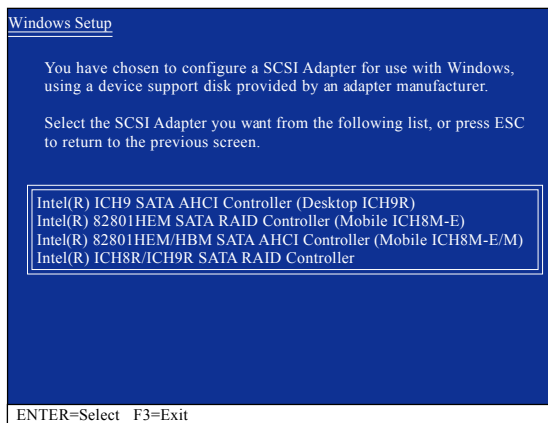 Windows Setup
You have chosen to configure a SCSI Adapter for use with Windows,
using a device support disk provided by an adapter manufacturer.
Select the SCSI Adapter you want from the following list, or press ESC
to return to the previous screen.
Intel(R) ICH9 SATA AHCI Controller (Desktop ICH9R)
Intel(R) 82801HEM SATA RAID Controller (Mobile ICH8M-E)
Intel(R) 82801HEM/HBM SATA AHCI Controller (Mobile ICH8M-E/M)
Intel(R) ICH8R/ICH9R SATA RAID Controller
ENTER=Select F3=Exit